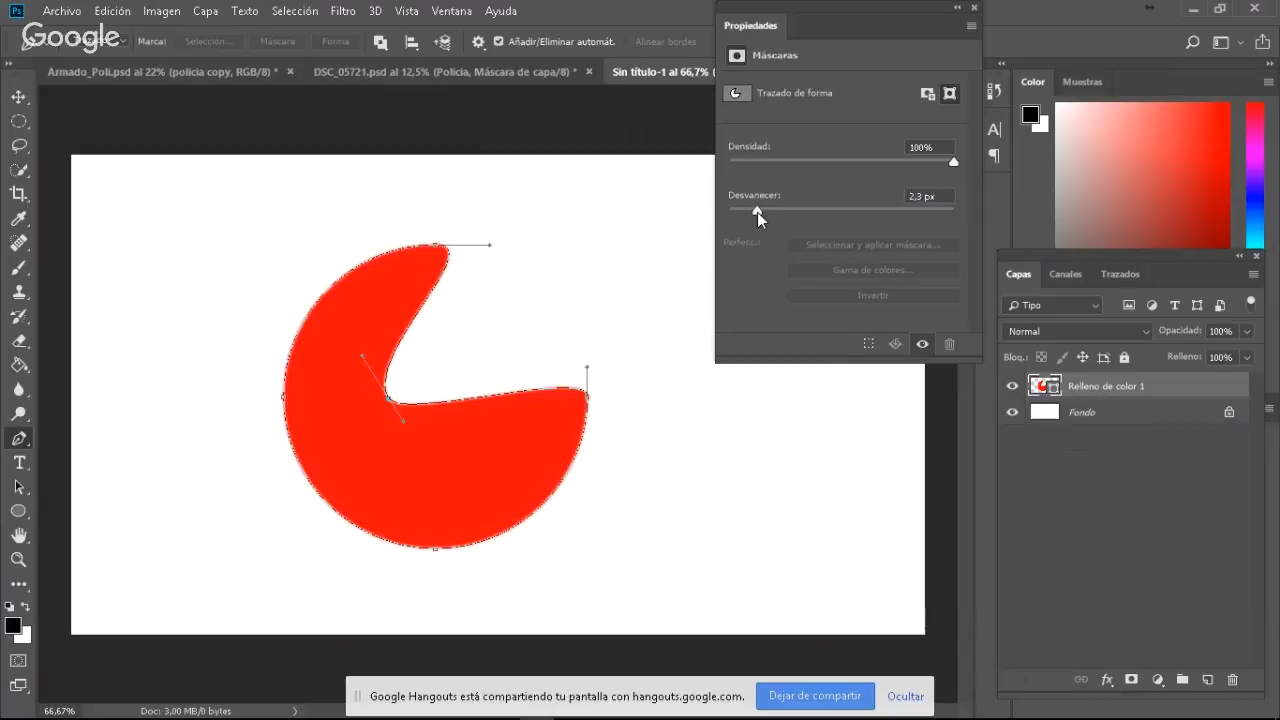 Ps Archivo Edición Imagen Capa Texto Selección Filtro 3D Vista Ventana Ayuda
Google
Marca: Selección... Máscara Forma Añadir/Eliminar automát. Alinear bordes
Armado_Poli.psd al 22% (policia copy, RGB/8) * × DSC_05721.psd al 12,5% (Policia, Máscara de capa/8) * × Sin título-1 al 66,7% (
Propiedades
Máscaras
Trazado de forma
Densidad: 100%
Desvanecer: 2,3 px
Perfecc.: Seleccionar y aplicar máscara...
Gama de colores...
Invertir
Color Muestras
Capas Canales Trazados
Tipo
Normal Opacidad: 100%
Bloq.: Relleno: 100%
Relleno de color 1
Fondo
Google Hangouts está compartiendo tu pantalla con hangouts.google.com. Dejar de compartir Ocultar
66,67% Doc: 3,00 MB/0 bytes